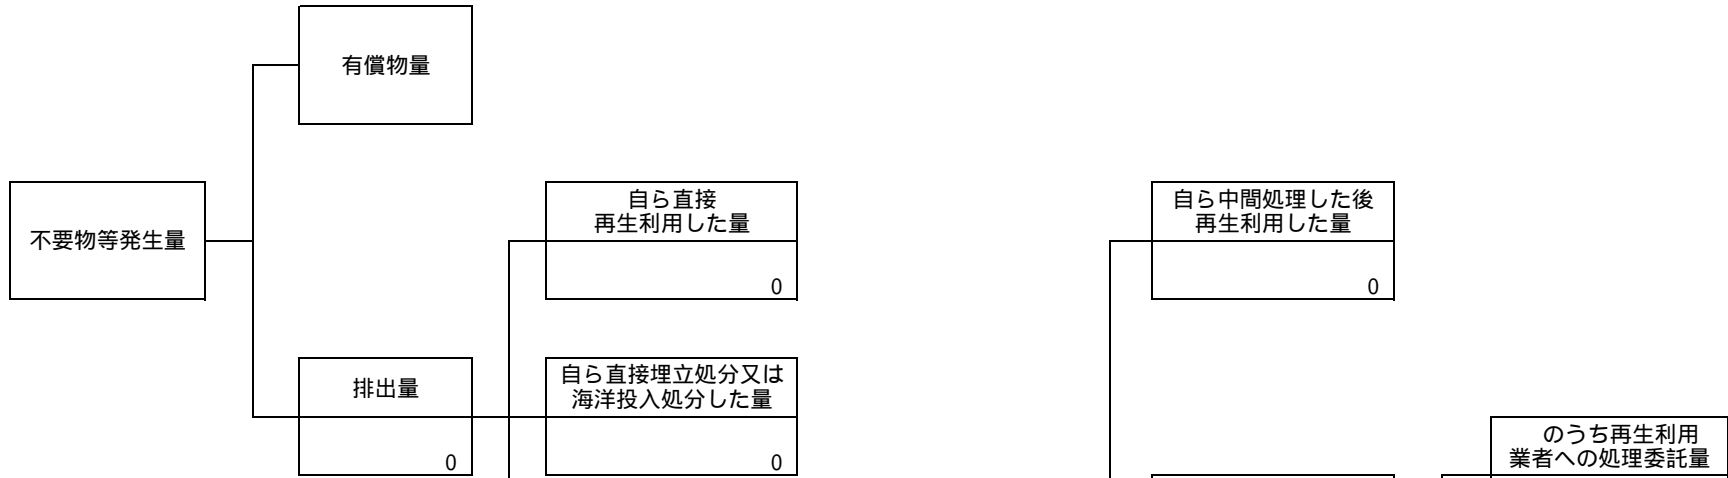 有償物量
不要物等発生量
自ら直接
再生利用した量
0
自ら中間処理した後
再生利用した量
0
排出量
0
自ら直接埋立処分又は
海洋投入処分した量
0
のうち再生利用
業者への処理委託量